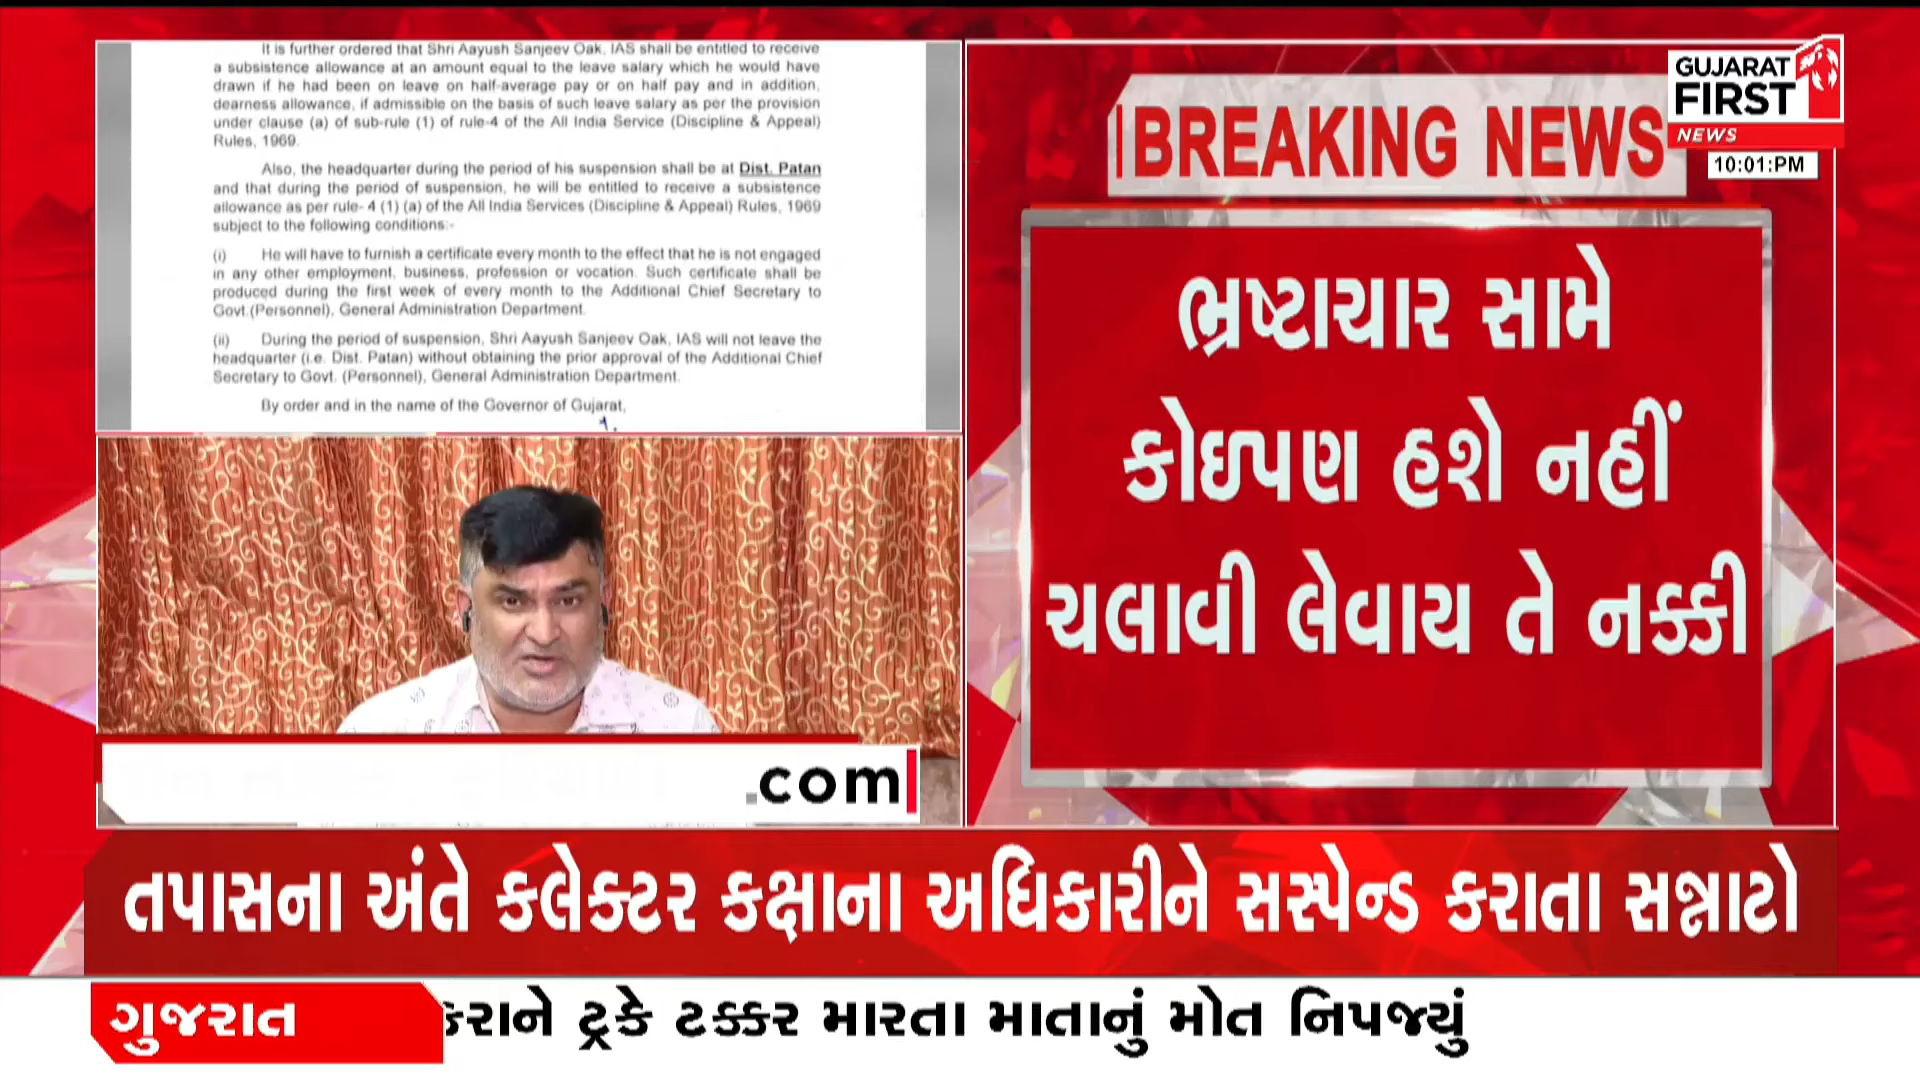 It is further ordered that Shri Aayush Sanjeev Oak, IAS shall be entitled to receive
a subsistence allowance at an amount equal to the leave salary which he would have
drawn if he had been on leave on half-average pay or on half pay and in addition,
dearness allowance, if admissible on the basis of such leave salary as per the provision
under clause (a) of sub-rule (1) of rule-4 of the All India Service (Discipline & Appeal)
Rules, 1969.
Also, the headquarter during the period of his suspension shall be at Dist. Patan
and that during the period of suspension, he will be entitled to receive a subsistence
allowance as per rule- 4 (1) (a) of the All India Services (Discipline & Appeal) Rules, 1969
subject to the following conditions:-
(i) He will have to furnish a certificate every month to the effect that he is not engaged
in any other employment, business, profession or vocation. Such certificate shall be
produced during the first week of every month to the Additional Chief Secretary to
Govt.(Personnel), General Administration Department.
(ii) During the period of suspension, Shri Aayush Sanjeev Oak, IAS will not leave the
headquarter (i.e. Dist. Patan) without obtaining the prior approval of the Additional Chief
Secretary to Govt. (Personnel), General Administration Department.
By order and in the name of the Governor of Gujarat,
.com
BREAKING NEWS
GUJARAT
FIRST
NEWS
10:01:PM
ભ્રષ્ટાચાર સામે
કોઇપણ હશે નહીં
ચલાવી લેવાય તે નક્કી
તપાસના અંતે કલેક્ટર કક્ષાના અધિકારીને સસ્પેન્ડ કરાતા સન્નાટો
ગુજરાત
કરાને ટ્રકે ટક્કર મારતા માતાનું મોત નિપજ્યું